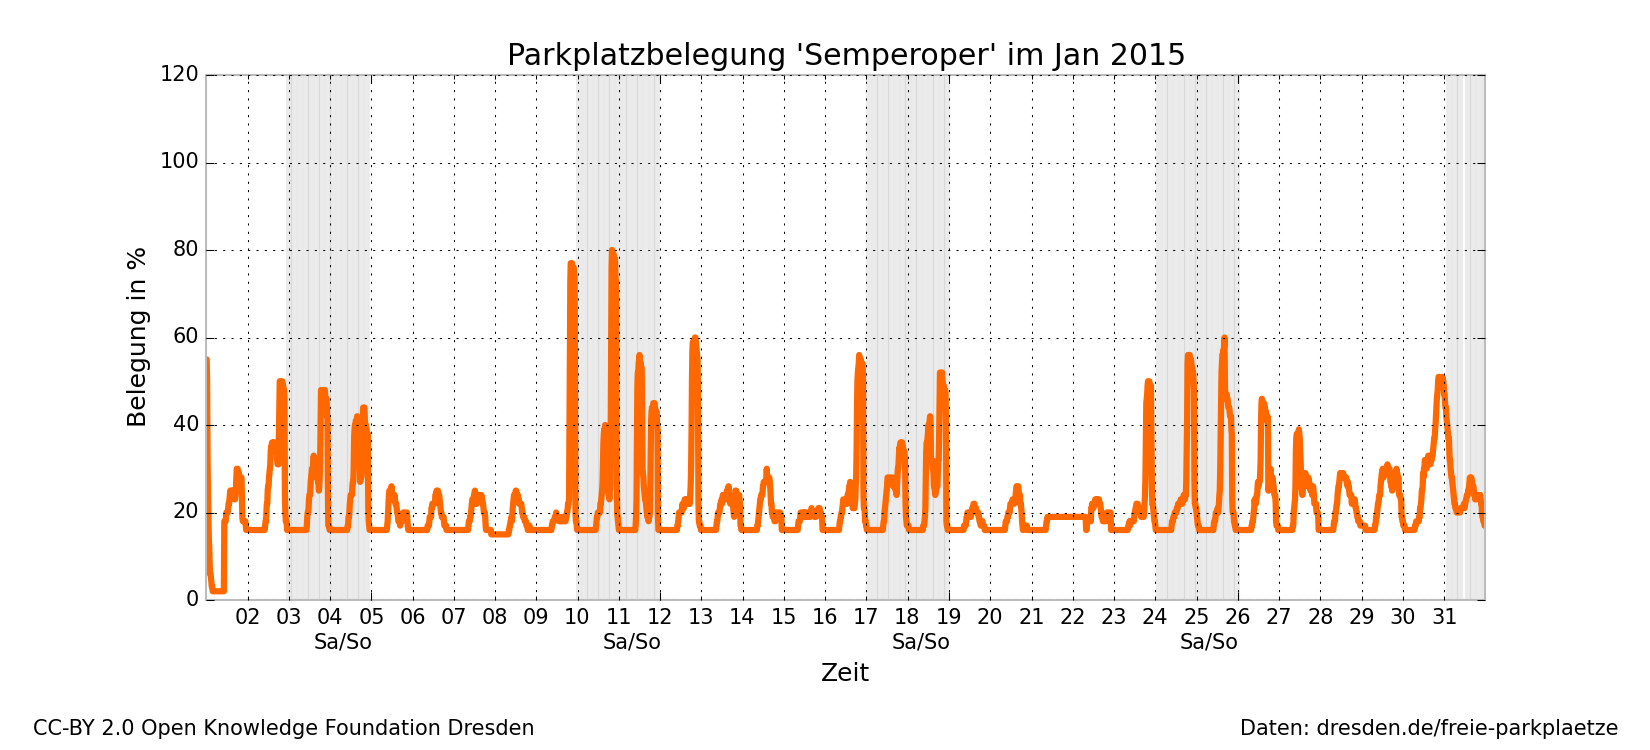 Parkplatzbelegung 'Semperoper' im Jan 2015
120
100
80
60
40
20
0
Belegung in %
02 03 04 05 06 07 08 09 10 11 12 13 14 15 16 17 18 19 20 21 22 23 24 25 26 27 28 29 30 31
Sa/So Sa/So Sa/So Sa/So
Zeit
CC-BY 2.0 Open Knowledge Foundation Dresden
Daten: dresden.de/freie-parkplaetze